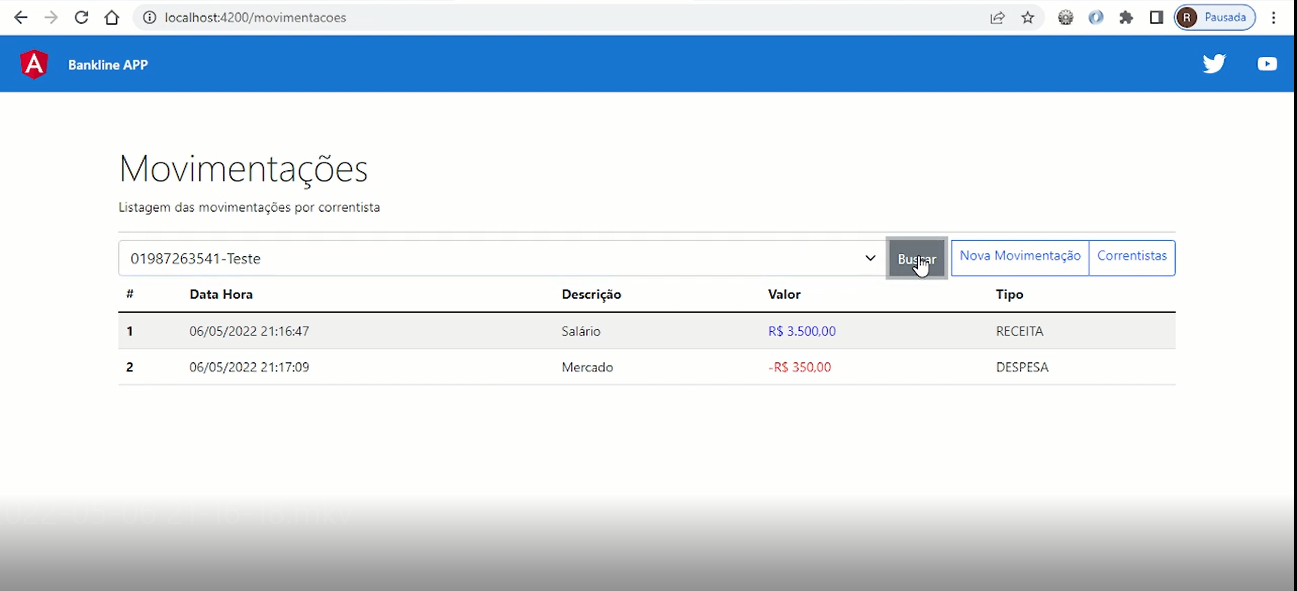 localhost:4200/movimentacoes
R Pausada
A Bankline APP
Movimentações
Listagem das movimentações por correntista
01987263541-Teste Buscar Nova Movimentação Correntistas
# Data Hora Descrição Valor Tipo
1 06/05/2022 21:16:47 Salário R$ 3.500,00 RECEITA
2 06/05/2022 21:17:09 Mercado -R$ 350,00 DESPESA